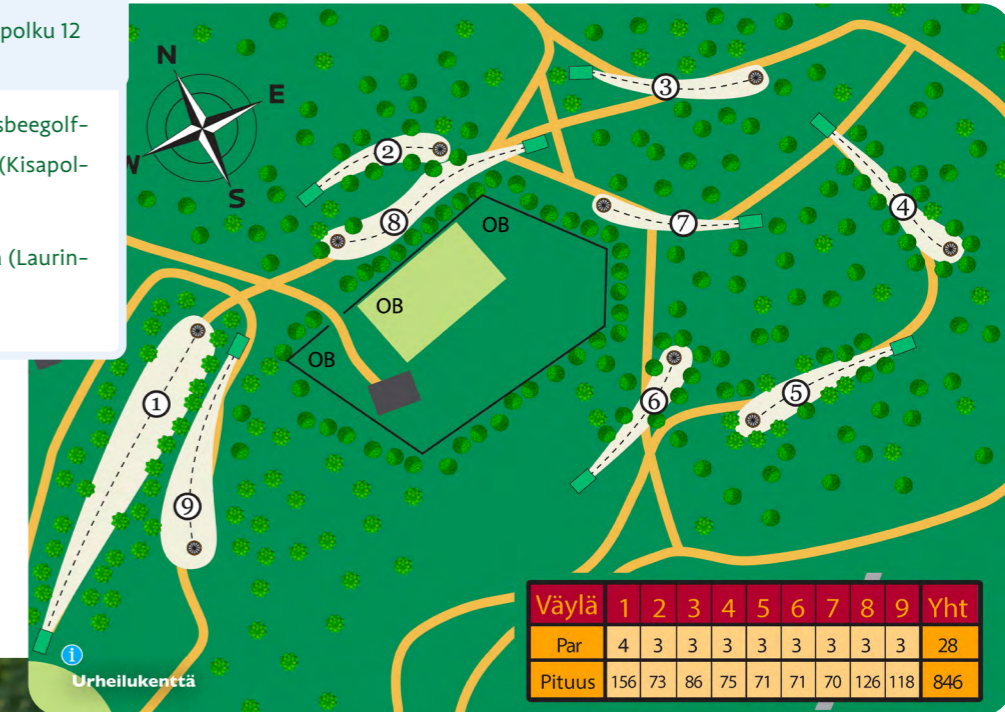 polku 12
sbeegolf-
(Kisapol-
(Laurin-
N
E
W
S
3
2
8
7
4
OB
OB
OB
1
9
6
5
i
Urheilukenttä
Väylä 1 2 3 4 5 6 7 8 9 Yht
Par 4 3 3 3 3 3 3 3 3 28
Pituus 156 73 86 75 71 71 70 126 118 846